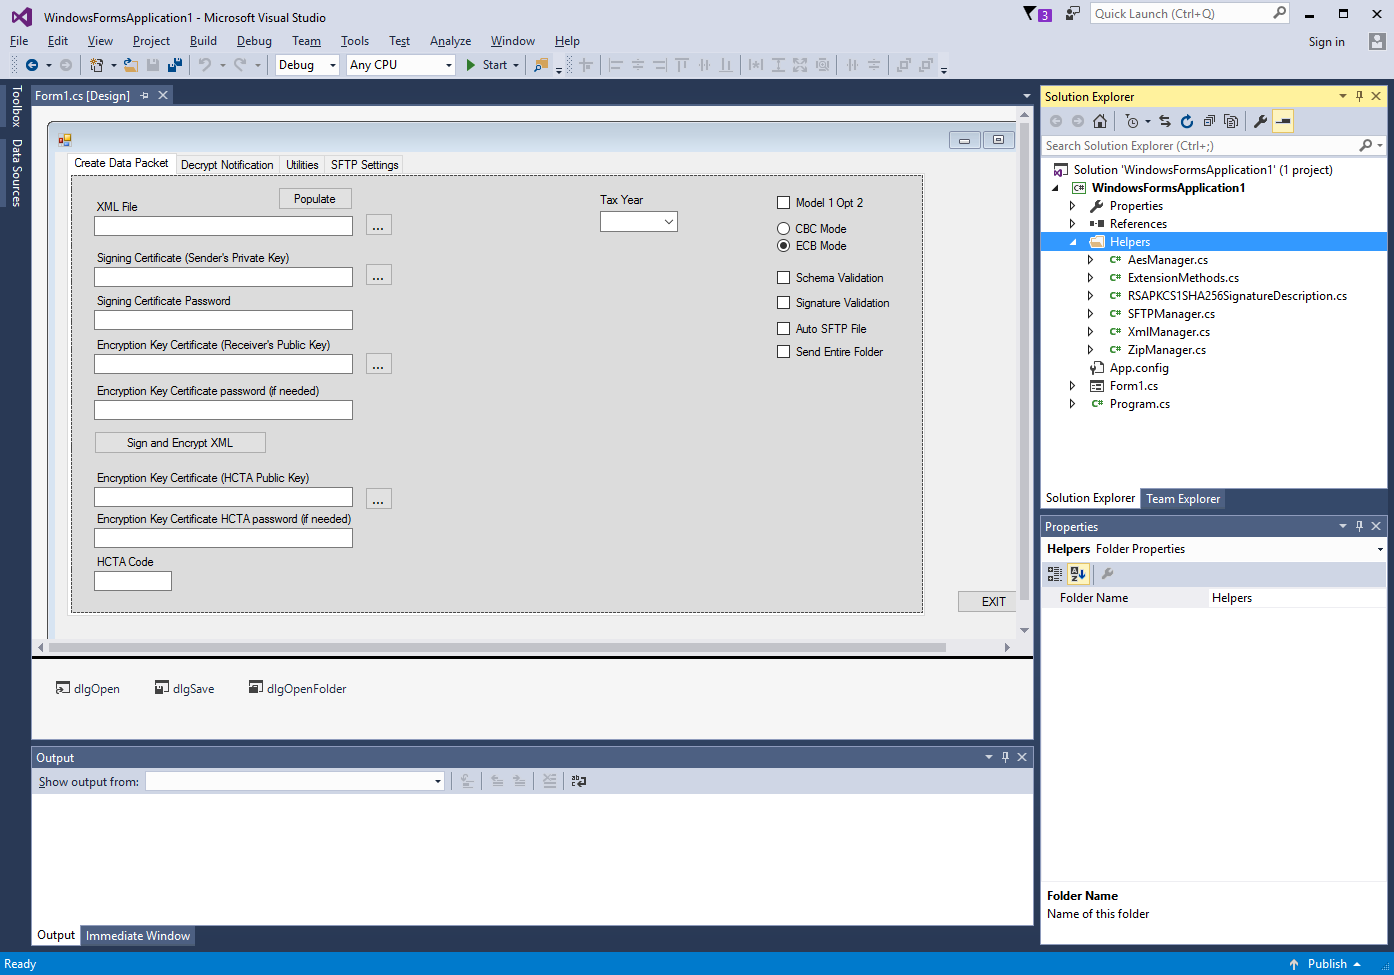 WindowsFormsApplication1 - Microsoft Visual Studio
3
Quick Launch (Ctrl+Q)
File Edit View Project Build Debug Team Tools Test Analyze Window Help
Sign in
Debug Any CPU Start
Toolbox
Data Sources
Form1.cs [Design]
Create Data Packet Decrypt Notification Utilities SFTP Settings
Populate
XML File
...
Signing Certificate (Sender's Private Key)
...
Signing Certificate Password
Encryption Key Certificate (Receiver's Public Key)
...
Encryption Key Certificate password (if needed)
Sign and Encrypt XML
Encryption Key Certificate (HCTA Public Key)
...
Encryption Key Certificate HCTA password (if needed)
HCTA Code
Tax Year
Model 1 Opt 2
CBC Mode
ECB Mode
Schema Validation
Signature Validation
Auto SFTP File
Send Entire Folder
EXIT
dlgOpen dlgSave dlgOpenFolder
Output
Show output from:
Output Immediate Window
Solution Explorer
Search Solution Explorer (Ctrl+;)
Solution 'WindowsFormsApplication1' (1 project)
C# WindowsFormsApplication1
Properties
References
Helpers
C# AesManager.cs
C# ExtensionMethods.cs
C# RSAPKCS1SHA256SignatureDescription.cs
C# SFTPManager.cs
C# XmlManager.cs
C# ZipManager.cs
App.config
Form1.cs
C# Program.cs
Solution Explorer Team Explorer
Properties
Helpers Folder Properties
Folder Name Helpers
Folder Name
Name of this folder
Ready
Publish